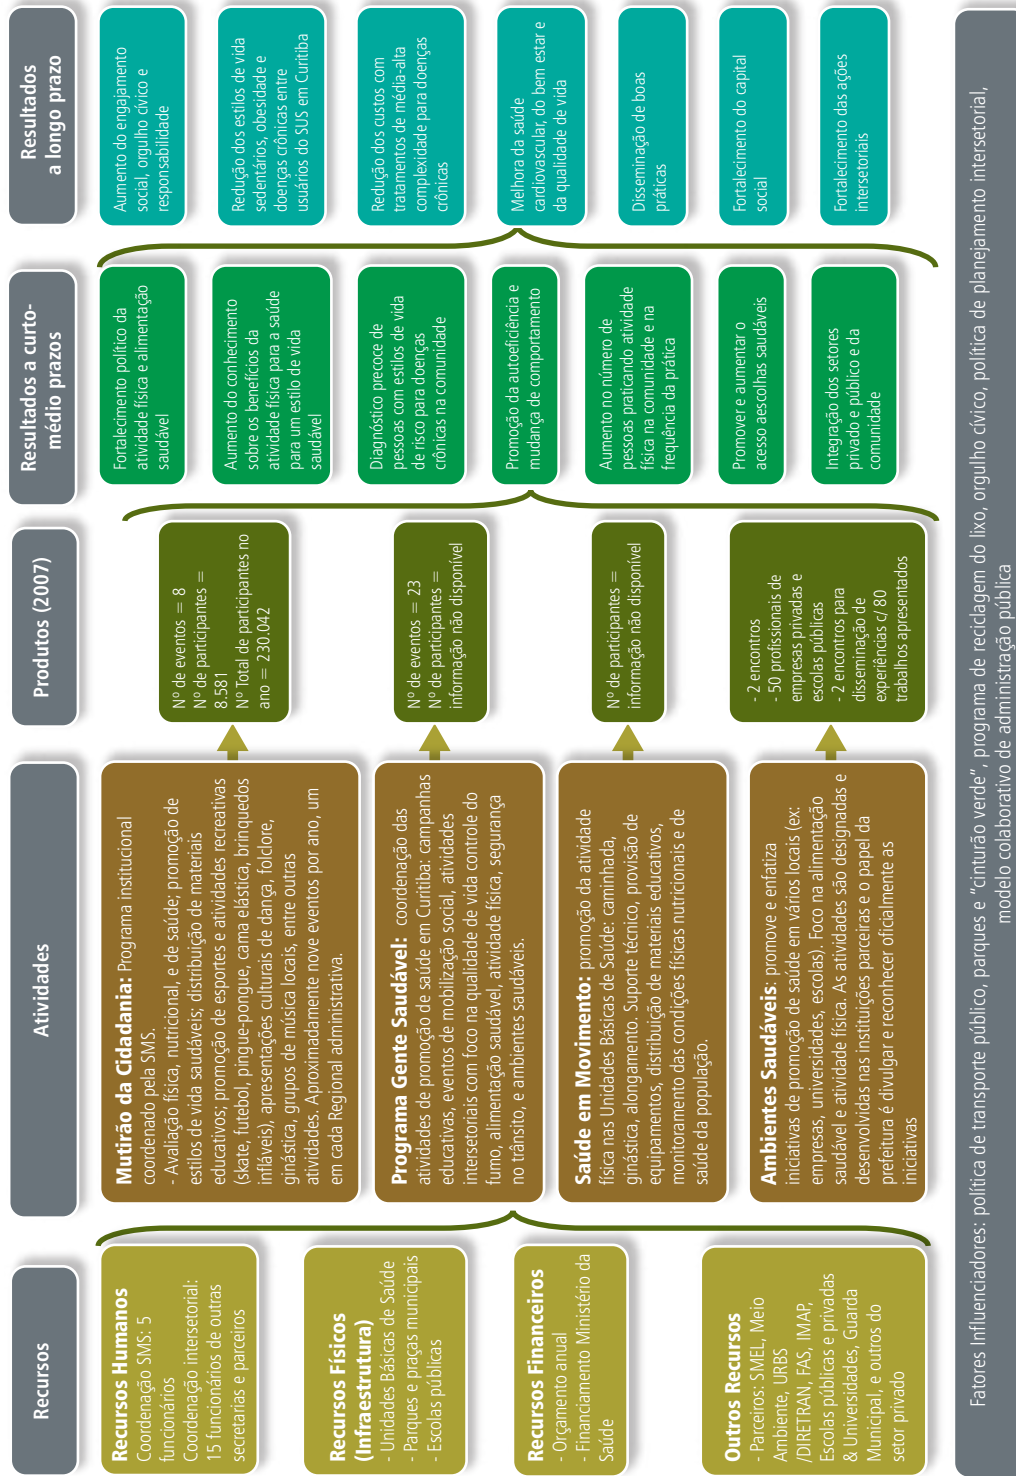 Recursos
Recursos Humanos
Coordenação SMS: 5
funcionários
Coordenação intersetorial:
15 funcionários de outras
secretarias e parceiros
Recursos Físicos
(Infraestrutura)
- Unidades Básicas de Saúde
- Parques e praças municipais
- Escolas públicas
Recursos Financeiros
- Orçamento anual
- Financiamento Ministério da
Saúde
Outros Recursos
- Parceiros: SMEL, Meio
Ambiente, URBS
/DIRETRAN, FAS, IMAP,
Escolas públicas e privadas
& Universidades, Guarda
Municipal, e outros do
setor privado
Atividades
Mutirão da Cidadania: Programa institucional
coordenado pela SMS.
- Avaliação física, nutricional, e de saúde; promoção de
estilos de vida saudáveis; distribuição de materiais
educativos; promoção de esportes e atividades recreativas
(skate, futebol, pingue-pongue, cama elástica, brinquedos
infláveis), apresentações culturais de dança, folclore,
ginástica, grupos de música locais, entre outras
atividades. Aproximadamente nove eventos por ano, um
em cada Regional administrativa.
Programa Gente Saudável: coordenação das
atividades de promoção de saúde em Curitiba: campanhas
educativas, eventos de mobilização social, atividades
intersetoriais com foco na qualidade de vida controle do
fumo, alimentação saudável, atividade física, segurança
no trânsito, e ambientes saudáveis.
Saúde em Movimento: promoção da atividade
física nas Unidades Básicas de Saúde: caminhada,
ginástica, alongamento. Suporte técnico, provisão de
equipamentos, distribuição de materiais educativos,
monitoramento das condições físicas nutricionais e de
saúde da população.
Ambientes Saudáveis: promove e enfatiza
iniciativas de promoção de saúde em vários locais (ex:
empresas, universidades, escolas). Foco na alimentação
saudável e atividade física. As atividades são designadas e
desenvolvidas nas instituições parceiras e o papel da
prefeitura é divulgar e reconhecer oficialmente as
iniciativas
Produtos (2007)
Nº de eventos = 8
Nº de participantes =
8.581
Nº Total de participantes no
ano = 230.042
Nº de eventos = 23
Nº de participantes =
informação não disponível
Nº de participantes =
informação não disponível
- 2 encontros
- 50 profissionais de
empresas privadas e
escolas públicas
- 2 encontros para
disseminação de
experiências c/ 80
trabalhos apresentados
Resultados a curto-
médio prazos
Fortalecimento político da
atividade física e alimentação
saudável
Aumento do conhecimento
sobre os benefícios da
atividade física para a saúde
para um estilo de vida
saudável
Diagnóstico precoce de
pessoas com estilos de vida
de risco para doenças
crônicas na comunidade
Promoção da autoeficiência e
mudança de comportamento
Aumento no número de
pessoas praticando atividade
física na comunidade e na
frequência da prática
Promover e aumentar o
acesso aescolhas saudáveis
Integração dos setores
privado e público e da
comunidade
Resultados
a longo prazo
Aumento do engajamento
social, orgulho cívico e
responsabilidade
Redução dos estilos de vida
sedentários, obesidade e
doenças crônicas entre
usuários do SUS em Curitiba
Redução dos custos com
tratamentos de média-alta
complexidade para doenças
crônicas
Melhora da saúde
cardiovascular, do bem estar e
da qualidade de vida
Disseminação de boas
práticas
Fortalecimento do capital
social
Fortalecimento das ações
intersetoriais
Fatores Influenciadores: política de transporte público, parques e “cinturão verde”, programa de reciclagem do lixo, orgulho cívico, política de planejamento intersetorial,
modelo colaborativo de administração pública